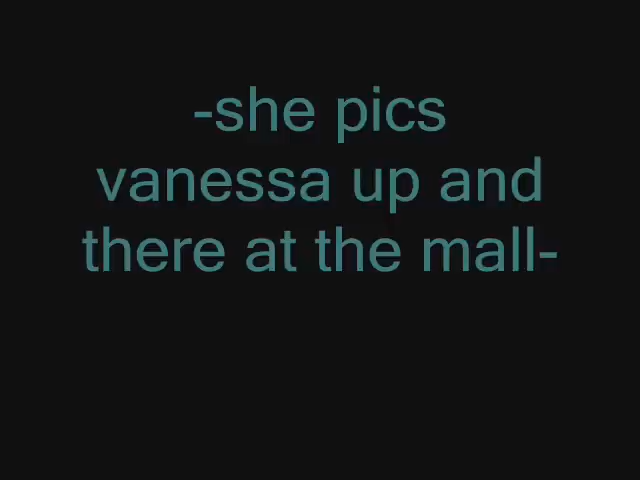 -she pics
vanessa up and
there at the mall-